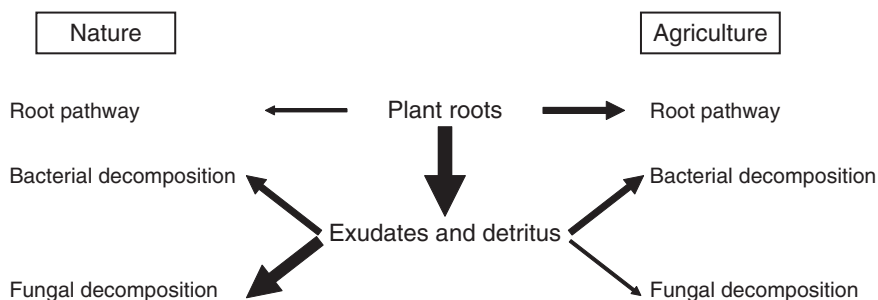 Nature
Agriculture
Root pathway
Plant roots
Root pathway
Bacterial decomposition
Bacterial decomposition
Exudates and detritus
Fungal decomposition
Fungal decomposition